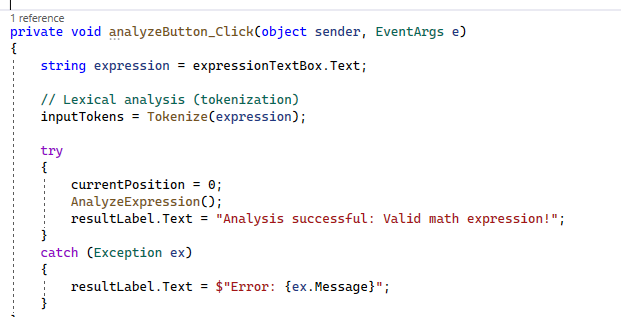 1 reference
private void analyzeButton_Click(object sender, EventArgs e)
{
    string expression = expressionTextBox.Text;

    // Lexical analysis (tokenization)
    inputTokens = Tokenize(expression);

    try
    {
        currentPosition = 0;
        AnalyzeExpression();
        resultLabel.Text = "Analysis successful: Valid math expression!";
    }
    catch (Exception ex)
    {
        resultLabel.Text = $"Error: {ex.Message}";
    }